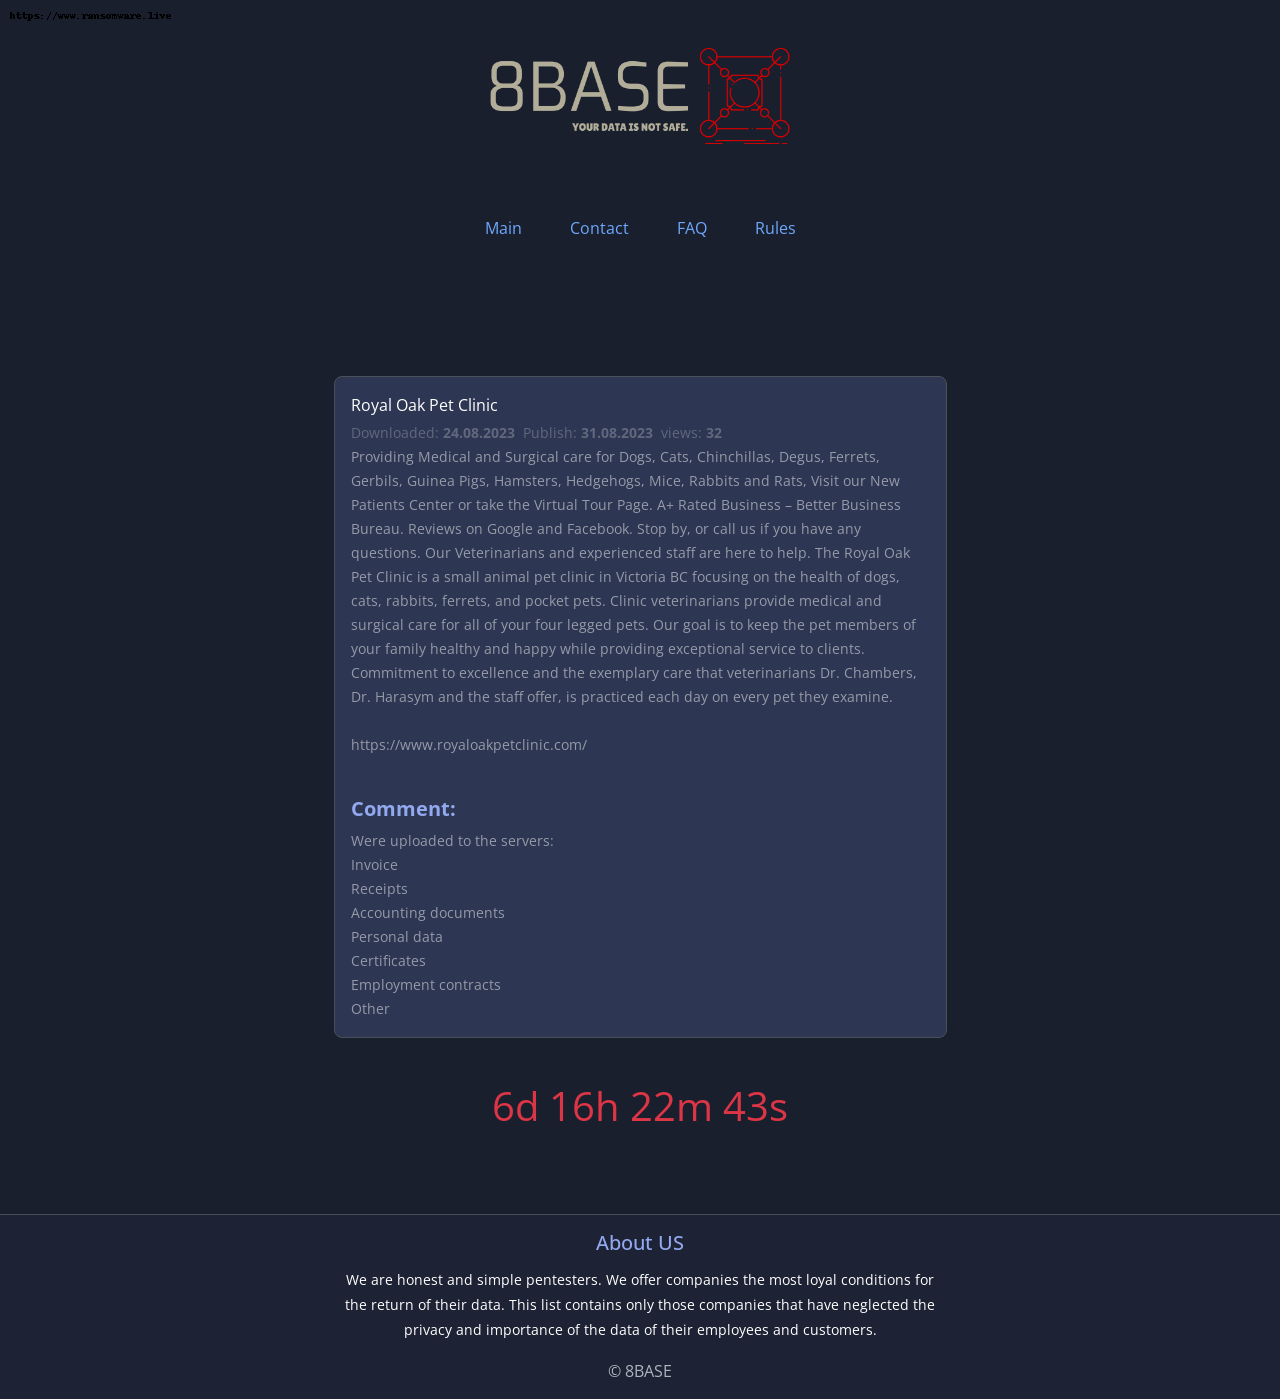 https://www.ransomware.live
8BASE
YOUR DATA IS NOT SAFE.
Main Contact FAQ Rules
Royal Oak Pet Clinic
Downloaded: 24.08.2023 Publish: 31.08.2023 views: 32
Providing Medical and Surgical care for Dogs, Cats, Chinchillas, Degus, Ferrets,
Gerbils, Guinea Pigs, Hamsters, Hedgehogs, Mice, Rabbits and Rats, Visit our New
Patients Center or take the Virtual Tour Page. A+ Rated Business – Better Business
Bureau. Reviews on Google and Facebook. Stop by, or call us if you have any
questions. Our Veterinarians and experienced staff are here to help. The Royal Oak
Pet Clinic is a small animal pet clinic in Victoria BC focusing on the health of dogs,
cats, rabbits, ferrets, and pocket pets. Clinic veterinarians provide medical and
surgical care for all of your four legged pets. Our goal is to keep the pet members of
your family healthy and happy while providing exceptional service to clients.
Commitment to excellence and the exemplary care that veterinarians Dr. Chambers,
Dr. Harasym and the staff offer, is practiced each day on every pet they examine.
https://www.royaloakpetclinic.com/
Comment:
Were uploaded to the servers:
Invoice
Receipts
Accounting documents
Personal data
Certificates
Employment contracts
Other
6d 16h 22m 43s
About US
We are honest and simple pentesters. We offer companies the most loyal conditions for
the return of their data. This list contains only those companies that have neglected the
privacy and importance of the data of their employees and customers.
© 8BASE